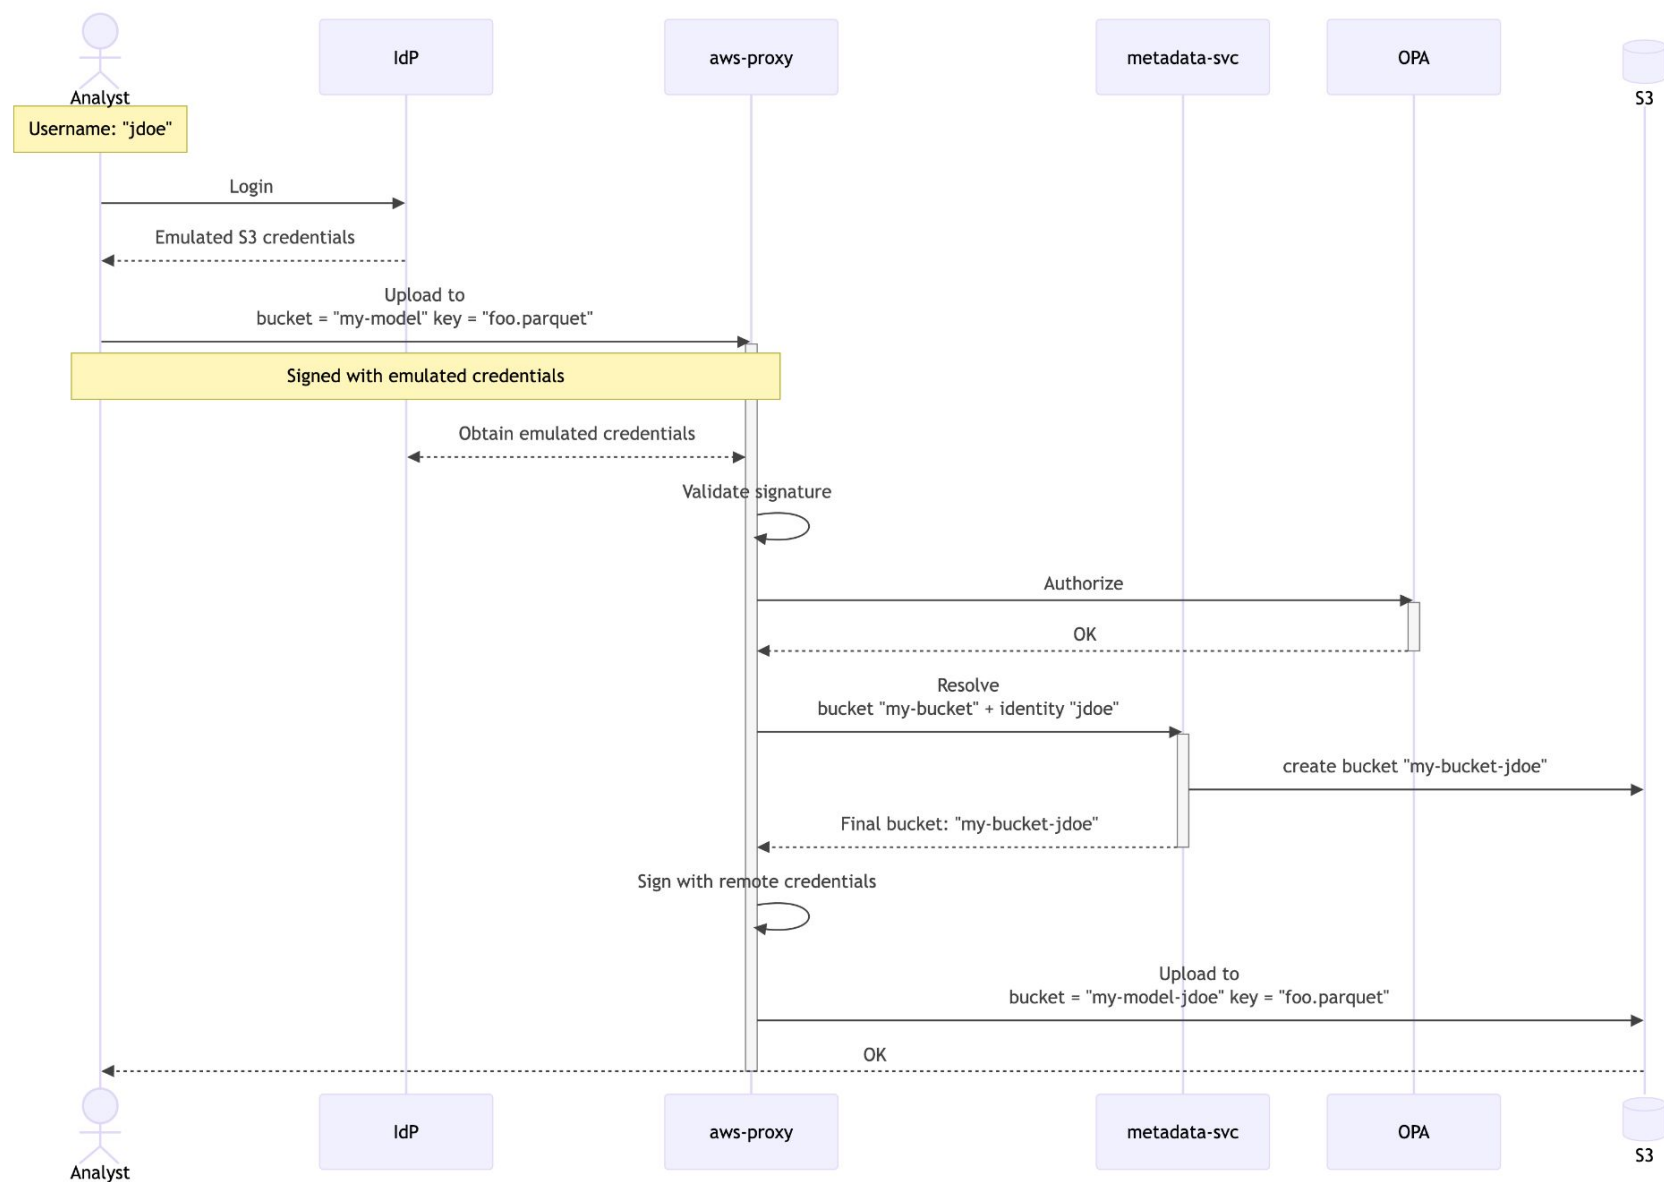 IdP
aws-proxy
metadata-svc
OPA
Analyst
S3
Username: "jdoe"
Login
Emulated S3 credentials
Upload to
bucket = "my-model" key = "foo.parquet"
Signed with emulated credentials
Obtain emulated credentials
Validate signature
Authorize
OK
Resolve
bucket "my-bucket" + identity "jdoe"
create bucket "my-bucket-jdoe"
Final bucket: "my-bucket-jdoe"
Sign with remote credentials
Upload to
bucket = "my-model-jdoe" key = "foo.parquet"
OK
IdP
aws-proxy
metadata-svc
OPA
S3
Analyst